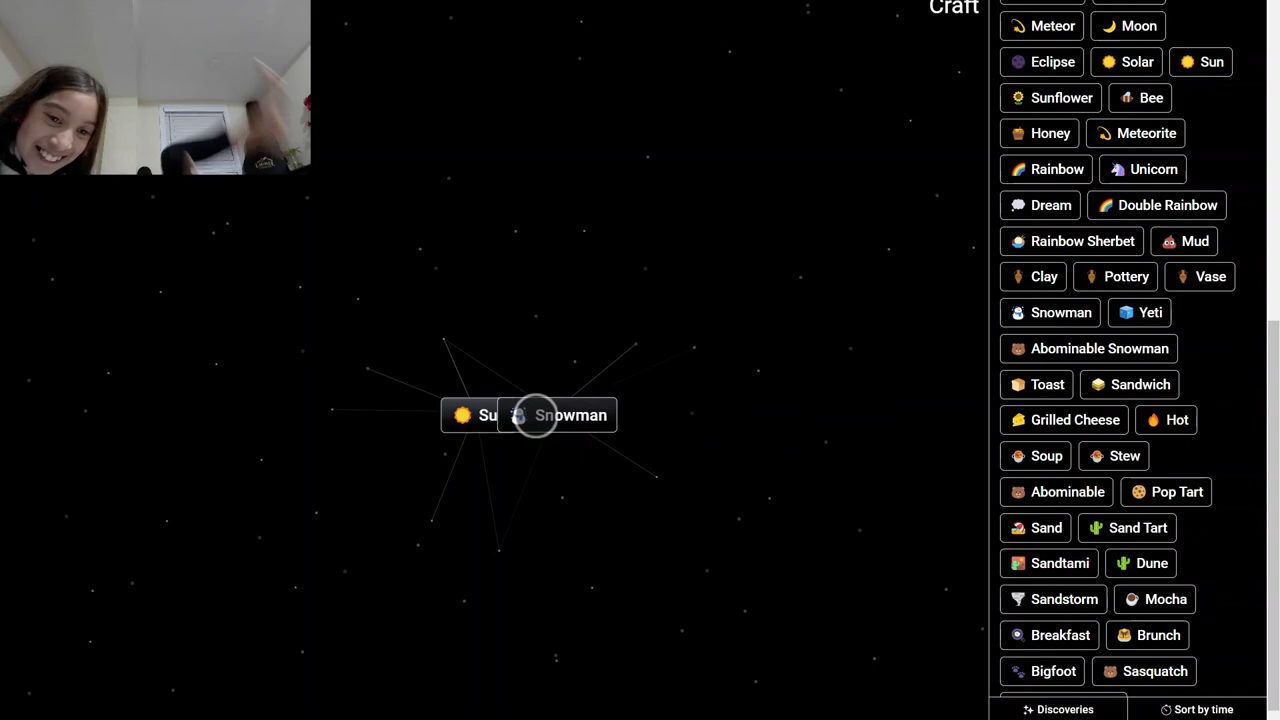 Craft
Meteor Moon
Eclipse Solar Sun
Sunflower Bee
Honey Meteorite
Rainbow Unicorn
Dream Double Rainbow
Rainbow Sherbet Mud
Clay Pottery Vase
Snowman Yeti
Abominable Snowman
Toast Sandwich
Su Snowman
Grilled Cheese Hot
Soup Stew
Abominable Pop Tart
Sand Sand Tart
Sandtami Dune
Sandstorm Mocha
Breakfast Brunch
Bigfoot Sasquatch
Discoveries Sort by time